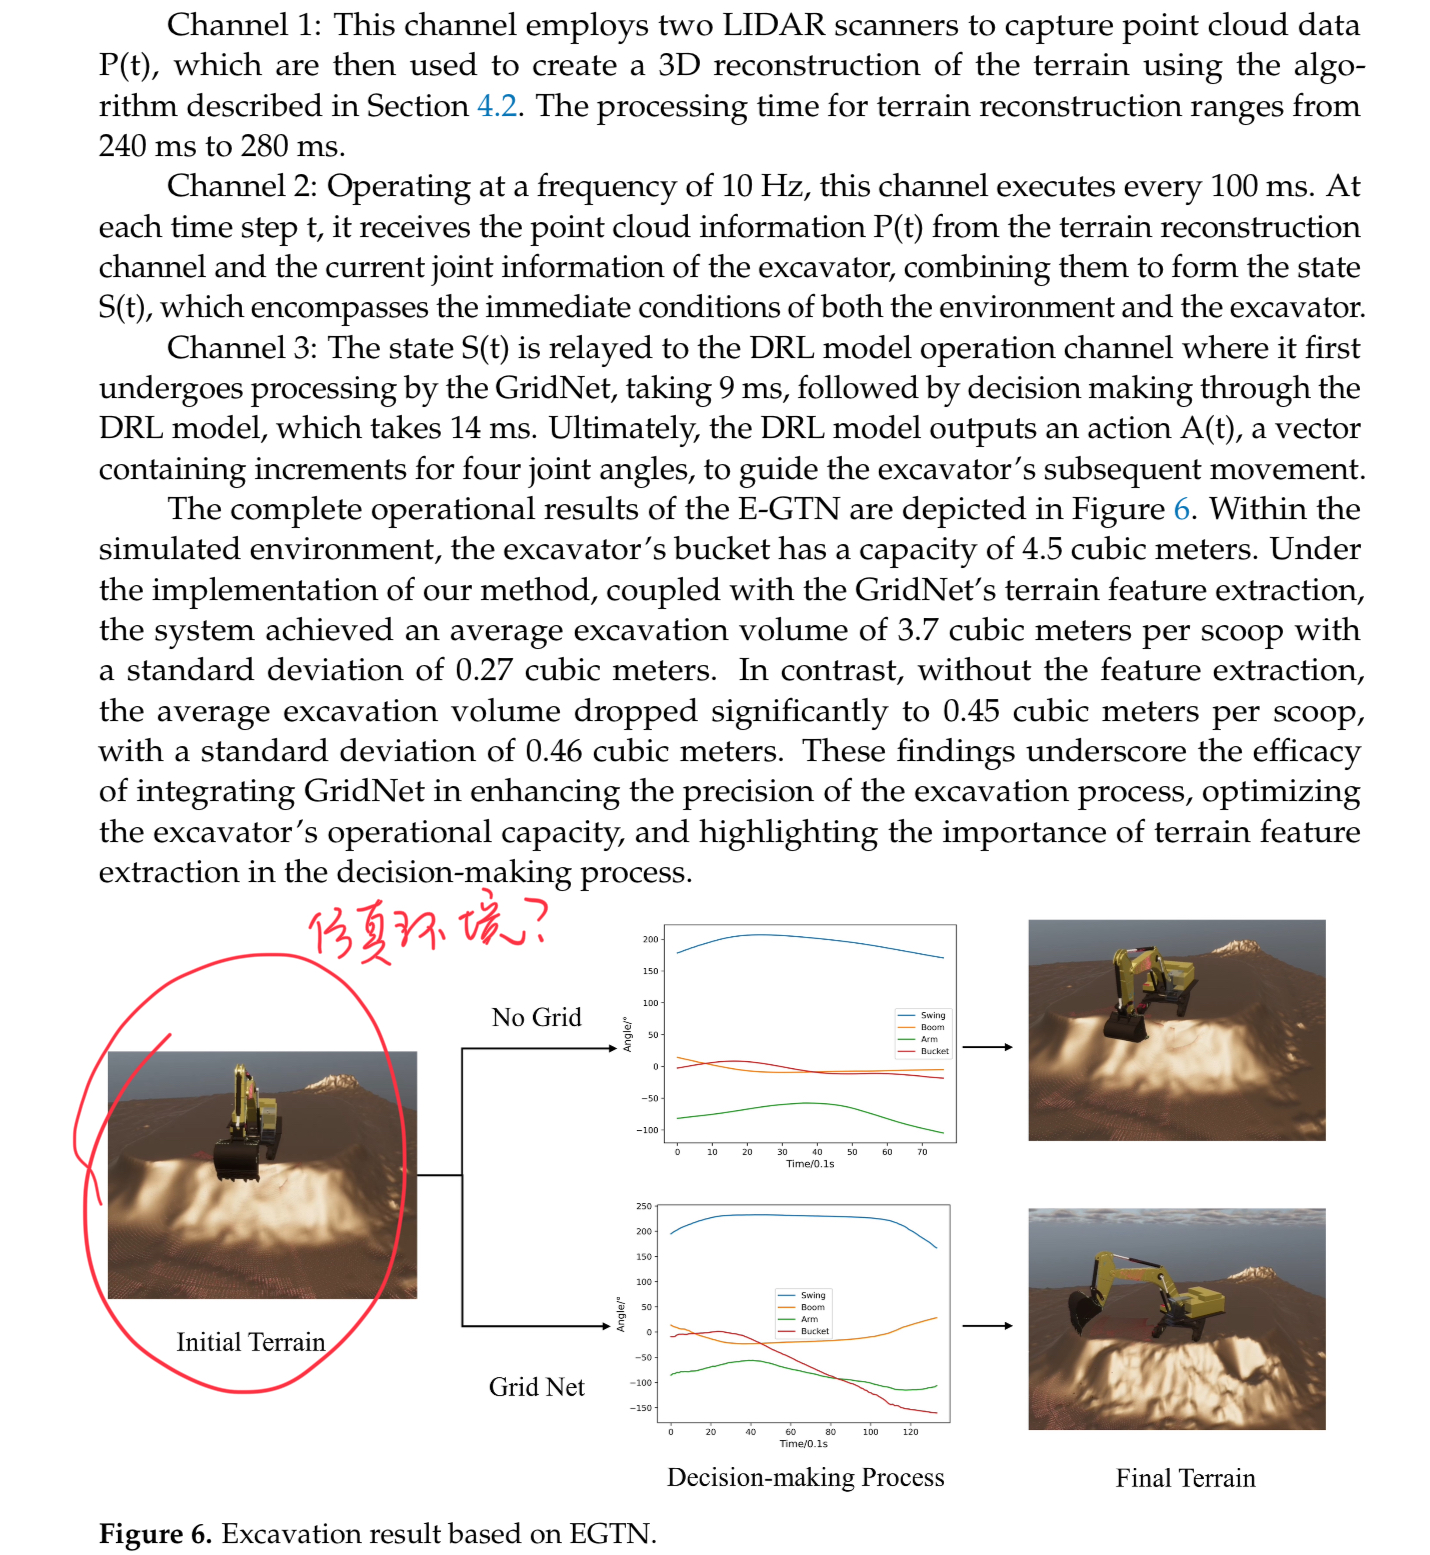 Channel 1: This channel employs two LIDAR scanners to capture point cloud data
P(t), which are then used to create a 3D reconstruction of the terrain using the algo-
rithm described in Section 4.2. The processing time for terrain reconstruction ranges from
240 ms to 280 ms.
Channel 2: Operating at a frequency of 10 Hz, this channel executes every 100 ms. At
each time step t, it receives the point cloud information P(t) from the terrain reconstruction
channel and the current joint information of the excavator, combining them to form the state
S(t), which encompasses the immediate conditions of both the environment and the excavator.
Channel 3: The state S(t) is relayed to the DRL model operation channel where it first
undergoes processing by the GridNet, taking 9 ms, followed by decision making through the
DRL model, which takes 14 ms. Ultimately, the DRL model outputs an action A(t), a vector
containing increments for four joint angles, to guide the excavator's subsequent movement.
The complete operational results of the E-GTN are depicted in Figure 6. Within the
simulated environment, the excavator's bucket has a capacity of 4.5 cubic meters. Under
the implementation of our method, coupled with the GridNet's terrain feature extraction,
the system achieved an average excavation volume of 3.7 cubic meters per scoop with
a standard deviation of 0.27 cubic meters. In contrast, without the feature extraction,
the average excavation volume dropped significantly to 0.45 cubic meters per scoop,
with a standard deviation of 0.46 cubic meters. These findings underscore the efficacy
of integrating GridNet in enhancing the precision of the excavation process, optimizing
the excavator's operational capacity, and highlighting the importance of terrain feature
extraction in the decision-making process.
仿真环境?
No Grid
Angle/°
200
150
100
50
0
−50
−100
Swing
Boom
Arm
Bucket
0 10 20 30 40 50 60 70
Time/0.1s
Initial Terrain
Grid Net
Angle/°
250
200
150
100
50
0
−50
−100
−150
Swing
Boom
Arm
Bucket
0 20 40 60 80 100 120
Time/0.1s
Decision-making Process
Final Terrain
Figure 6. Excavation result based on EGTN.